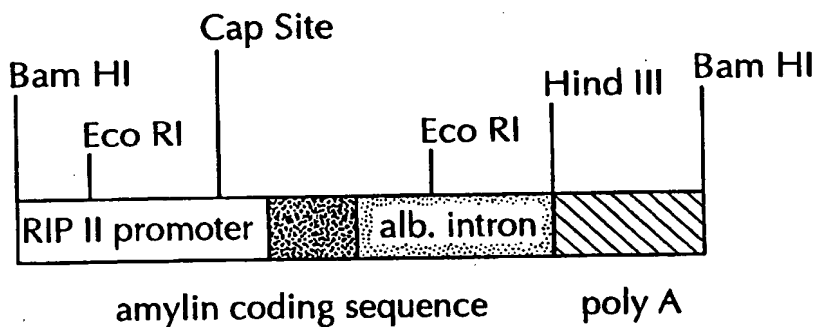 Cap Site
Bam HI
Hind III
Bam HI
Eco RI
Eco RI
RIP II promoter
alb. intron
amylin coding sequence
poly A